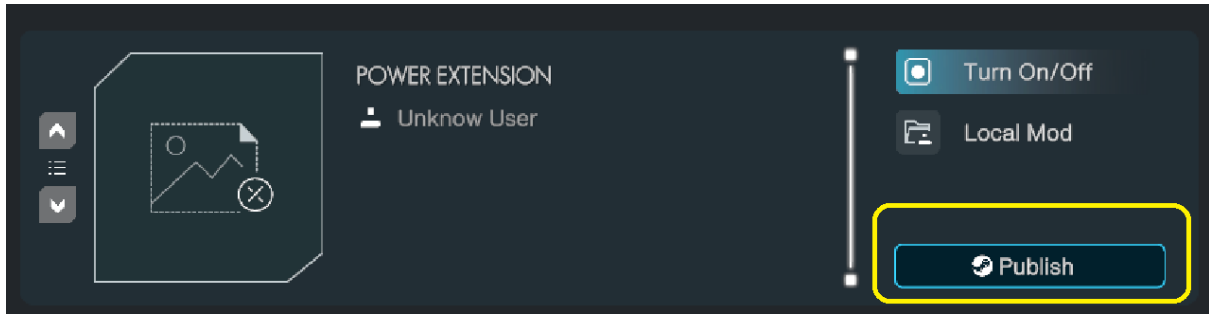 POWER EXTENSION
Unknow User
Turn On/Off
Local Mod
Publish